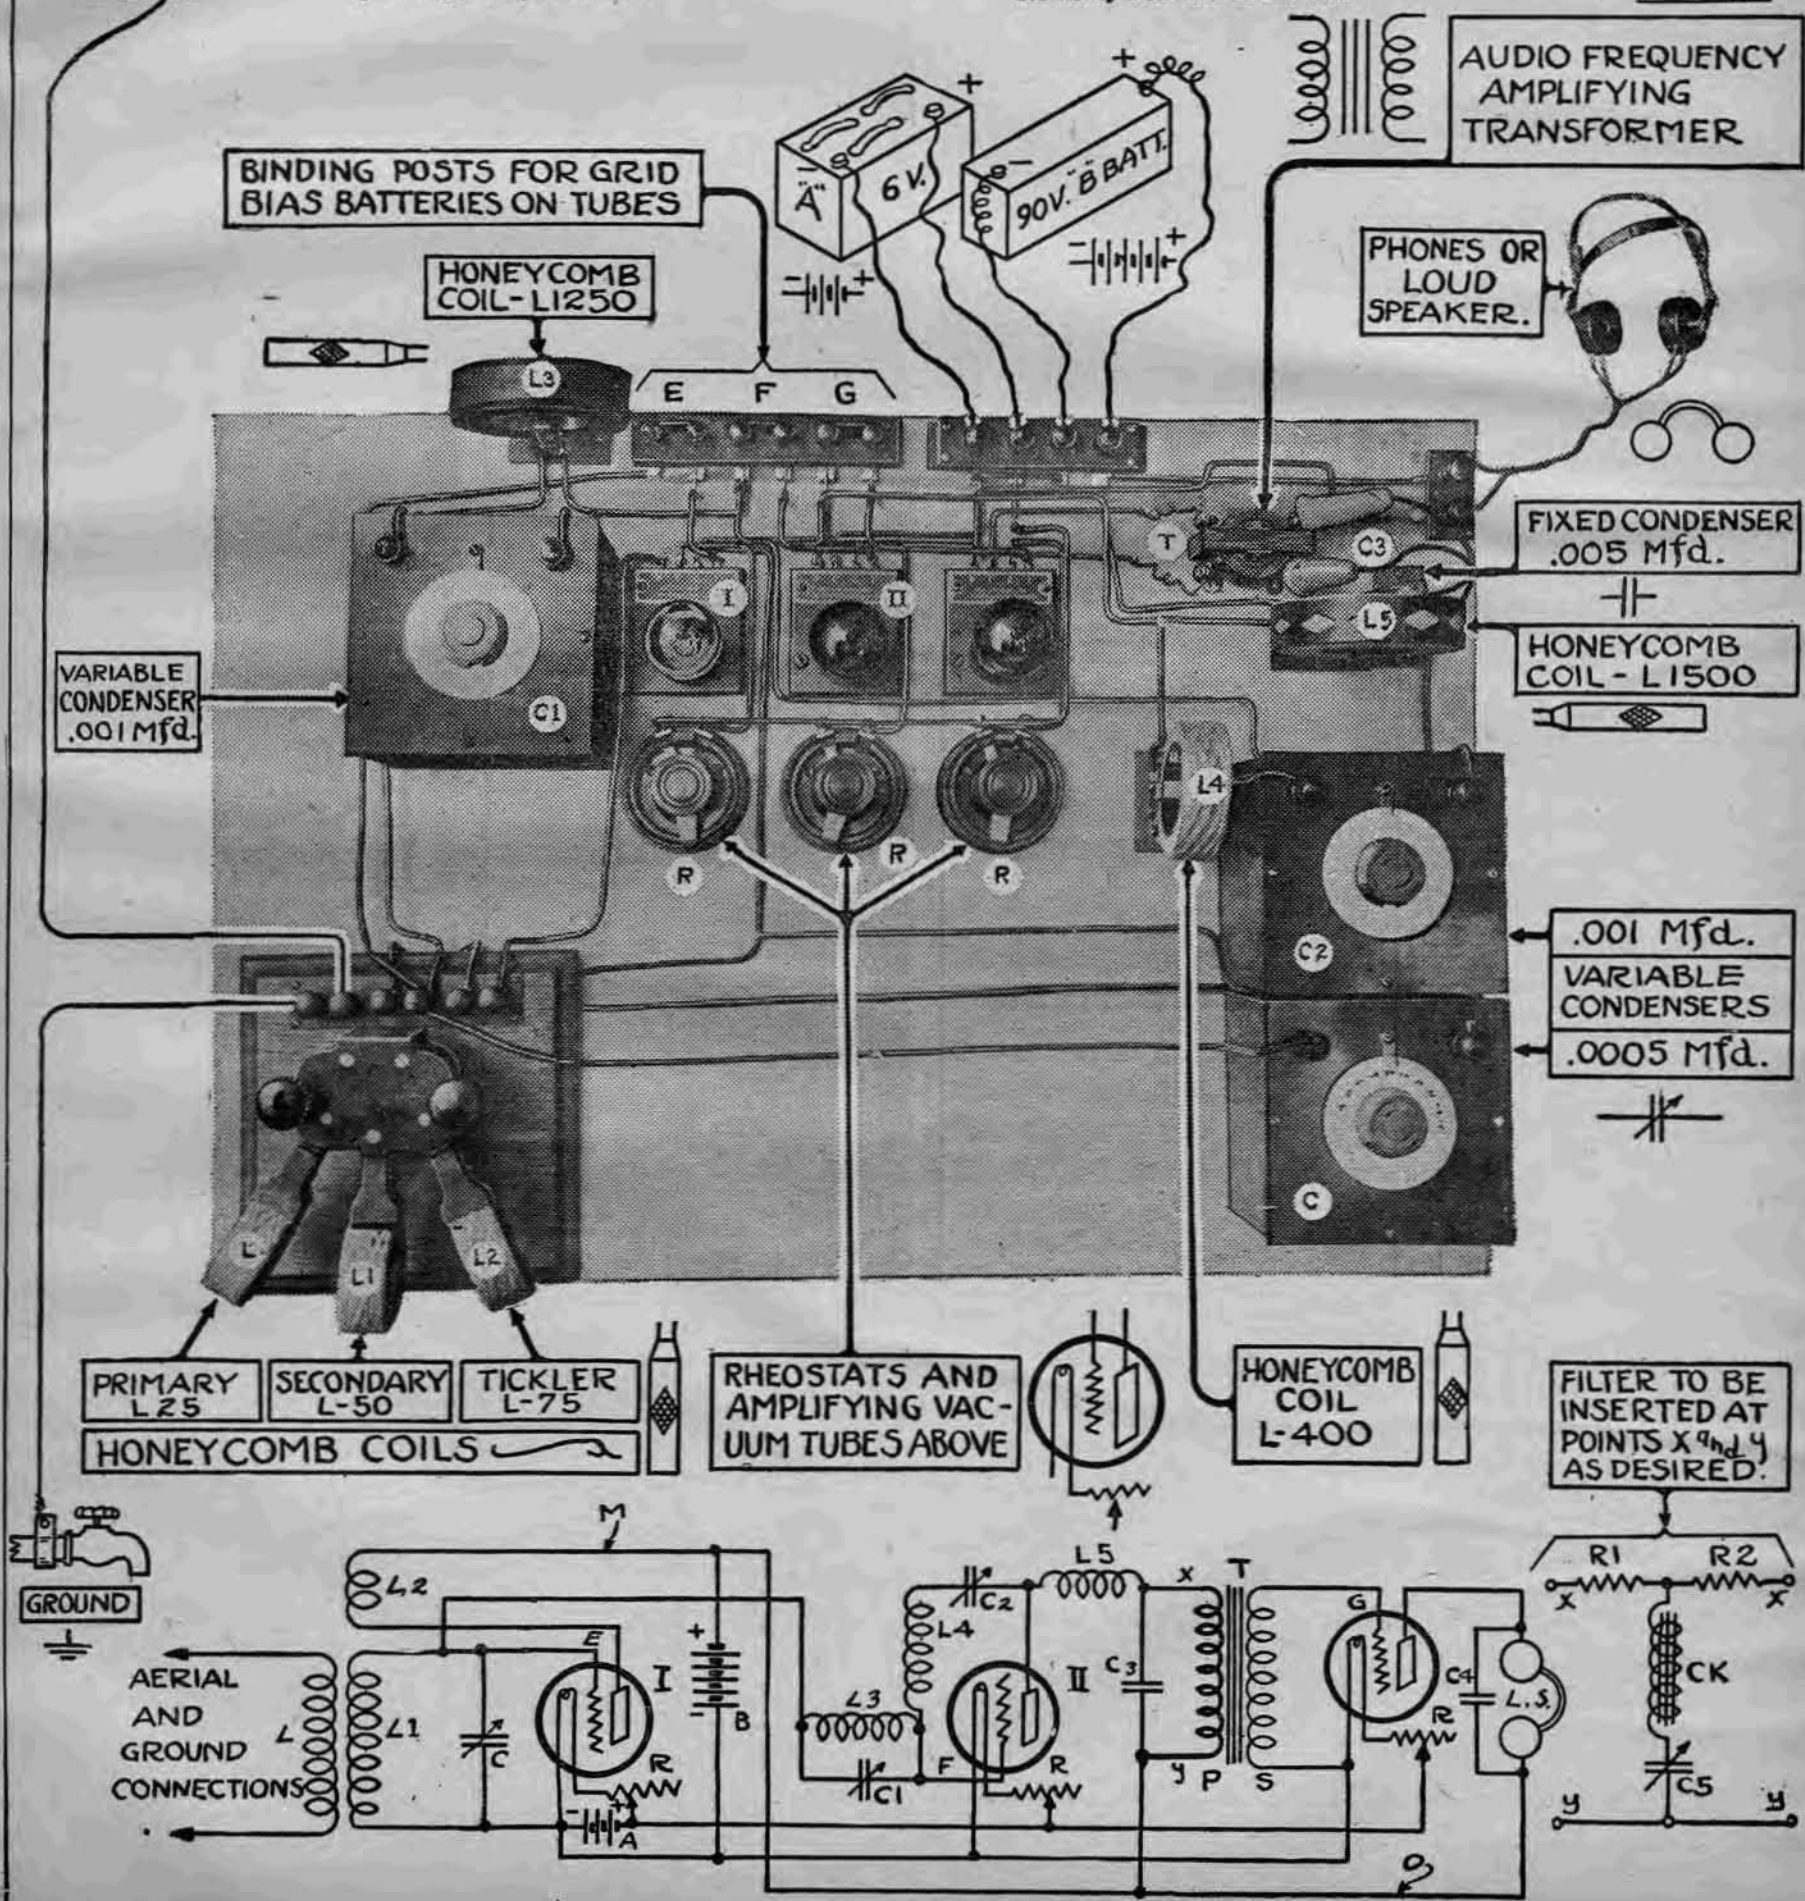 AUDIO FREQUENCY
AMPLIFYING
TRANSFORMER
BINDING POSTS FOR GRID
BIAS BATTERIES ON TUBES
+
-
"A"
6 V.
+
-
90V. "B" BATT.
- +
- +
HONEYCOMB
COIL-L1250
PHONES OR
LOUD
SPEAKER.
+
L3
E F G
FIXED CONDENSER
.005 Mfd.
T
C3
L5
I
II
HONEYCOMB
COIL-L1500
VARIABLE
CONDENSER
.001 Mfd.
C1
L4
R
R
R
C2
.001 Mfd.
VARIABLE
CONDENSERS
.0005 Mfd.
C
L
L1
L2
PRIMARY
L25
SECONDARY
L-50
TICKLER
L-75
HONEYCOMB COILS
RHEOSTATS AND
AMPLIFYING VAC-
UUM TUBES ABOVE
HONEYCOMB
COIL
L-400
FILTER TO BE
INSERTED AT
POINTS X and y
AS DESIRED.
GROUND
M
L2
L5
X
T
R1 R2
X X
C2
L4
E
I
+
-
B
L3
II
C3
G
C4
L.S.
CK
AERIAL
AND
GROUND
CONNECTIONS
L
L1
C
R
C1
F
R
y P S
R
C5
- +
A
y y
O